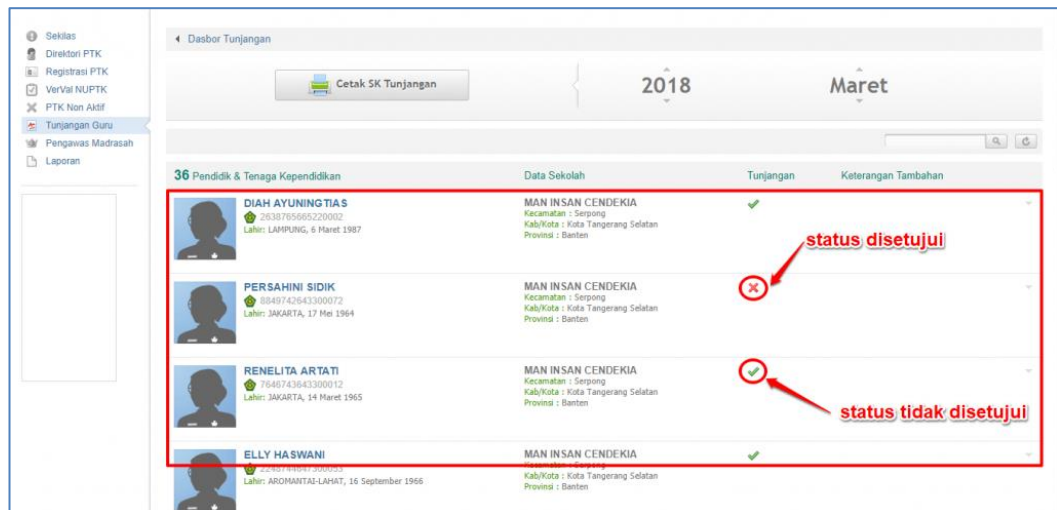 Sekilas
Direktori PTK
Registrasi PTK
VerVal NUPTK
PTK Non Aktif
Tunjangan Guru
Pengawas Madrasah
Laporan
Dasbor Tunjangan
Cetak SK Tunjangan
2018
Maret
36 Pendidik & Tenaga Kependidikan Data Sekolah Tunjangan Keterangan Tambahan
DIAH AYUNINGTIAS
2638765665220002
Lahir: LAMPUNG, 6 Maret 1987
MAN INSAN CENDEKIA
Kecamatan : Serpong
Kab/Kota : Kota Tangerang Selatan
Provinsi : Banten
status disetujui
PERSAHINI SIDIK
8849742643300072
Lahir: JAKARTA, 17 Mei 1964
MAN INSAN CENDEKIA
Kecamatan : Serpong
Kab/Kota : Kota Tangerang Selatan
Provinsi : Banten
RENELITA ARTATI
7646743643300012
Lahir: JAKARTA, 14 Maret 1965
MAN INSAN CENDEKIA
Kecamatan : Serpong
Kab/Kota : Kota Tangerang Selatan
Provinsi : Banten
status tidak disetujui
ELLY HASWANI
Lahir: AROMANTAI-LAHAT, 16 September 1966
MAN INSAN CENDEKIA
Kecamatan : Serpong
Kab/Kota : Kota Tangerang Selatan
Provinsi : Banten